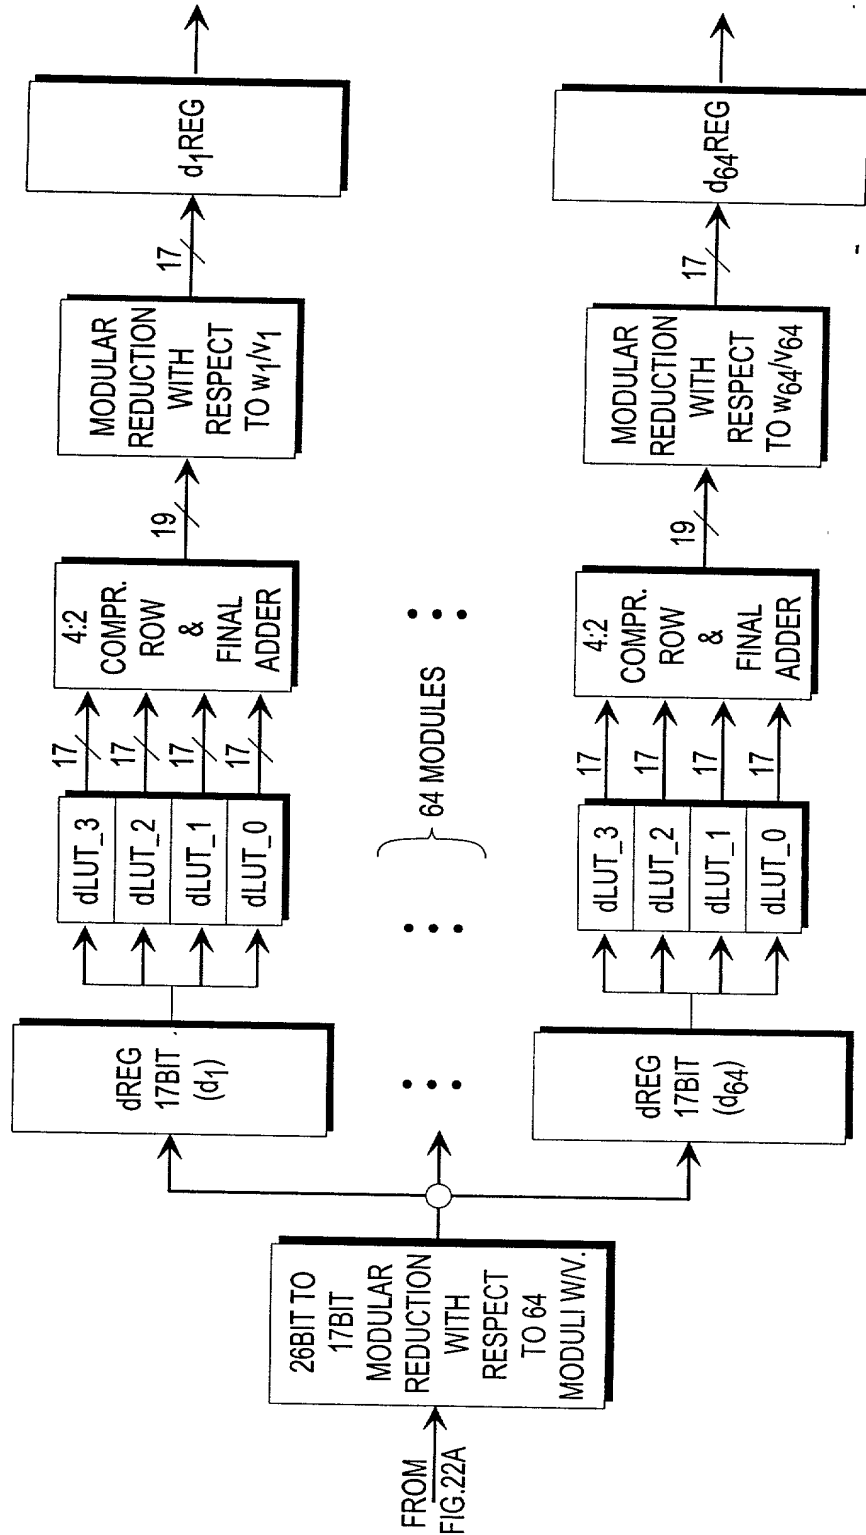 FROM
FIG.22A
26BIT TO
17BIT
MODULAR
REDUCTION
WITH
RESPECT
TO 64
MODULI W/V.
dREG
17BIT
(d1)
dLUT_3
dLUT_2
dLUT_1
dLUT_0
17
17
17
17
4:2
COMPR.
ROW
&
FINAL
ADDER
19
MODULAR
REDUCTION
WITH
RESPECT
TO w1/v1
17
d1REG
64 MODULES
dREG
17BIT
(d64)
dLUT_3
dLUT_2
dLUT_1
dLUT_0
17
17
17
17
4:2
COMPR.
ROW
&
FINAL
ADDER
19
MODULAR
REDUCTION
WITH
RESPECT
TO w64/v64
17
d64REG